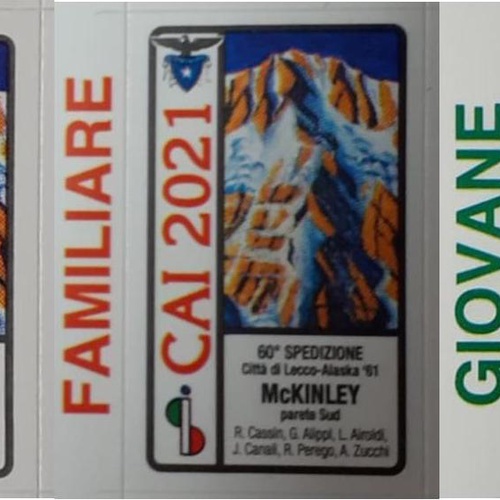 FAMILIARE
CAI 2021
60° SPEDIZIONE
Città di Lecco-Alaska '61
McKINLEY
parete Sud
R. Cassin, G. Alippi, L. Airoldi,
J. Canali, R. Perego, A. Zucchi
GIOVANE